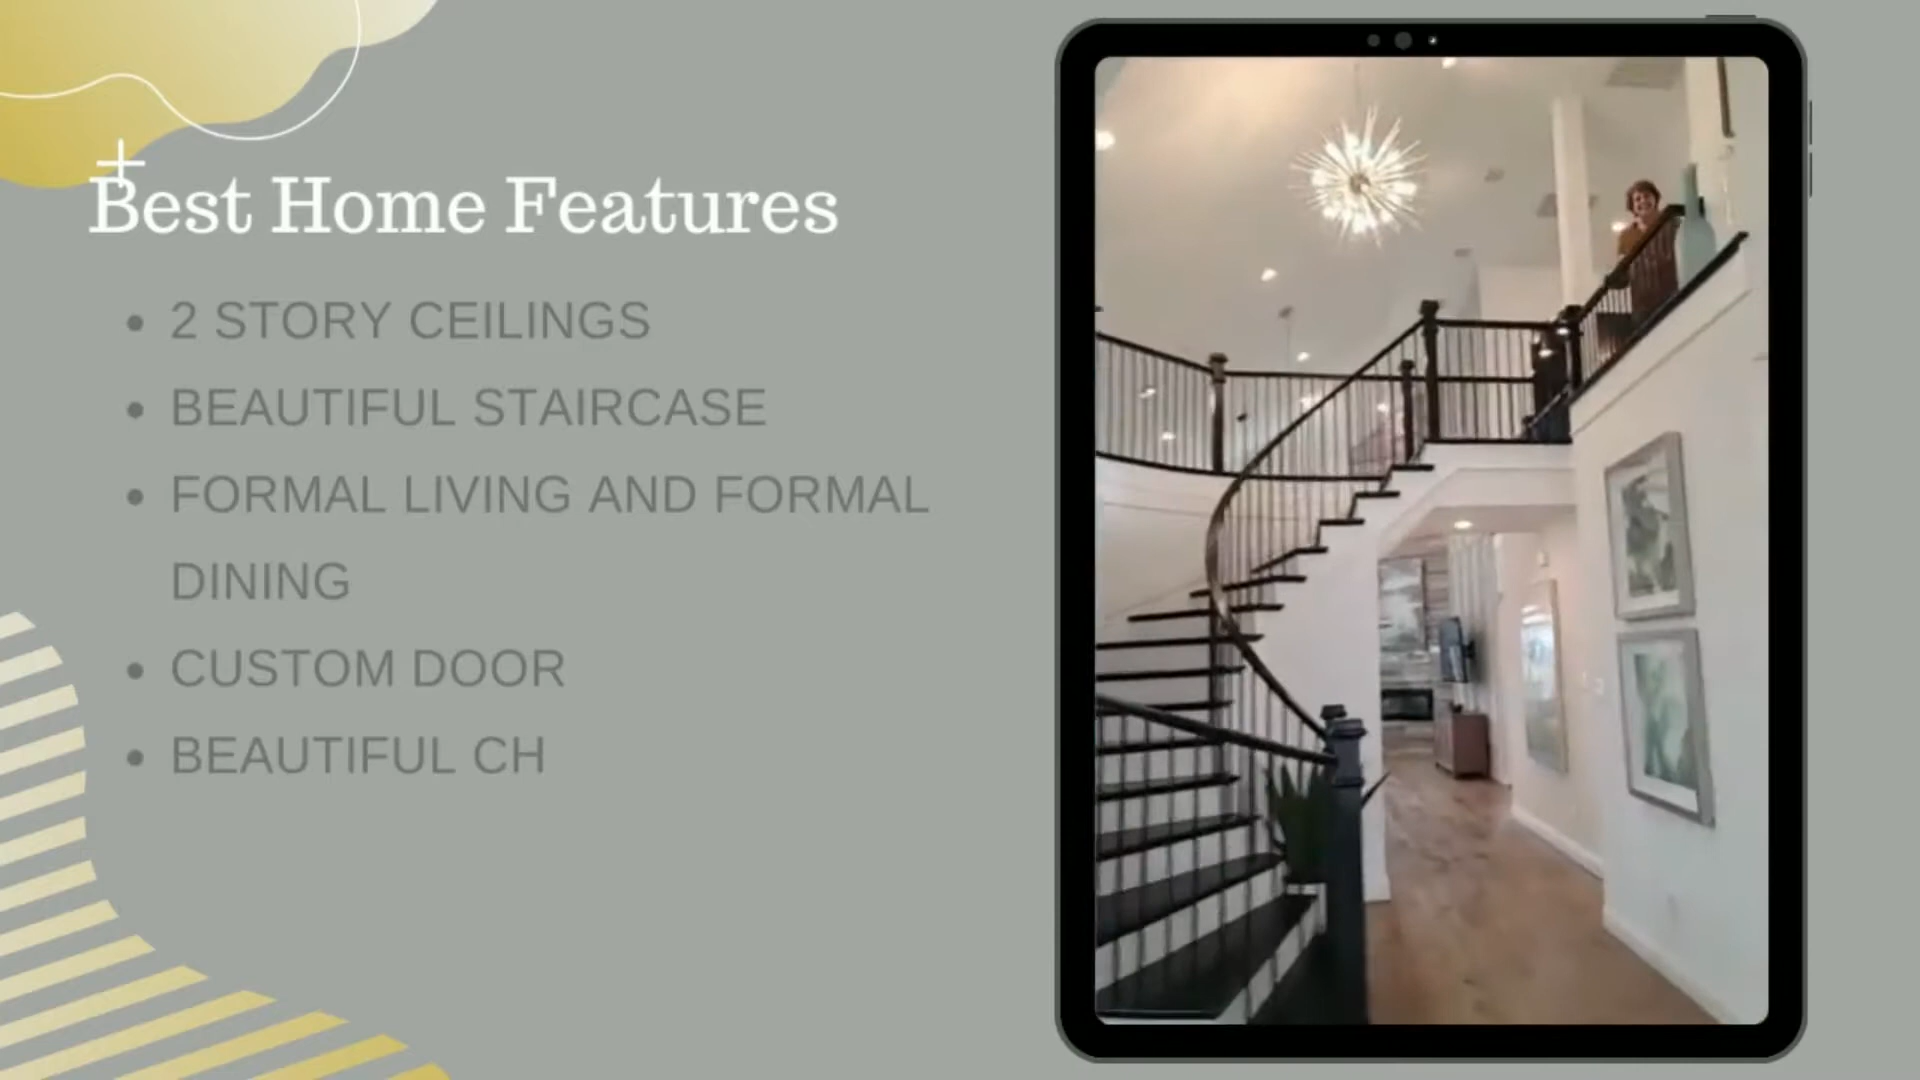 Best Home Features
2 STORY CEILINGS
BEAUTIFUL STAIRCASE
FORMAL LIVING AND FORMAL
DINING
CUSTOM DOOR
BEAUTIFUL CH